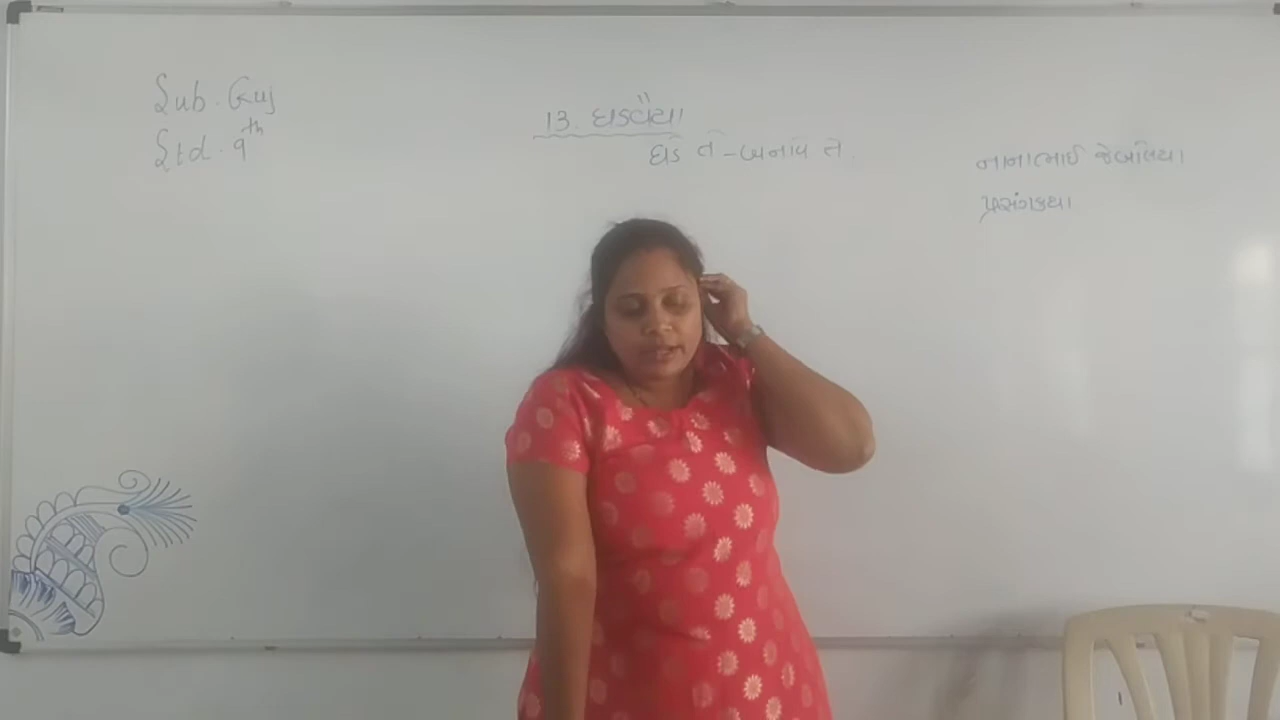 Sub. Guj
Std. 9th
13. ઘડવૈયા
ઘડ તે - બનાવ તે.
નાનાભાઈ જેબલિયા
પ્રસંગકથા